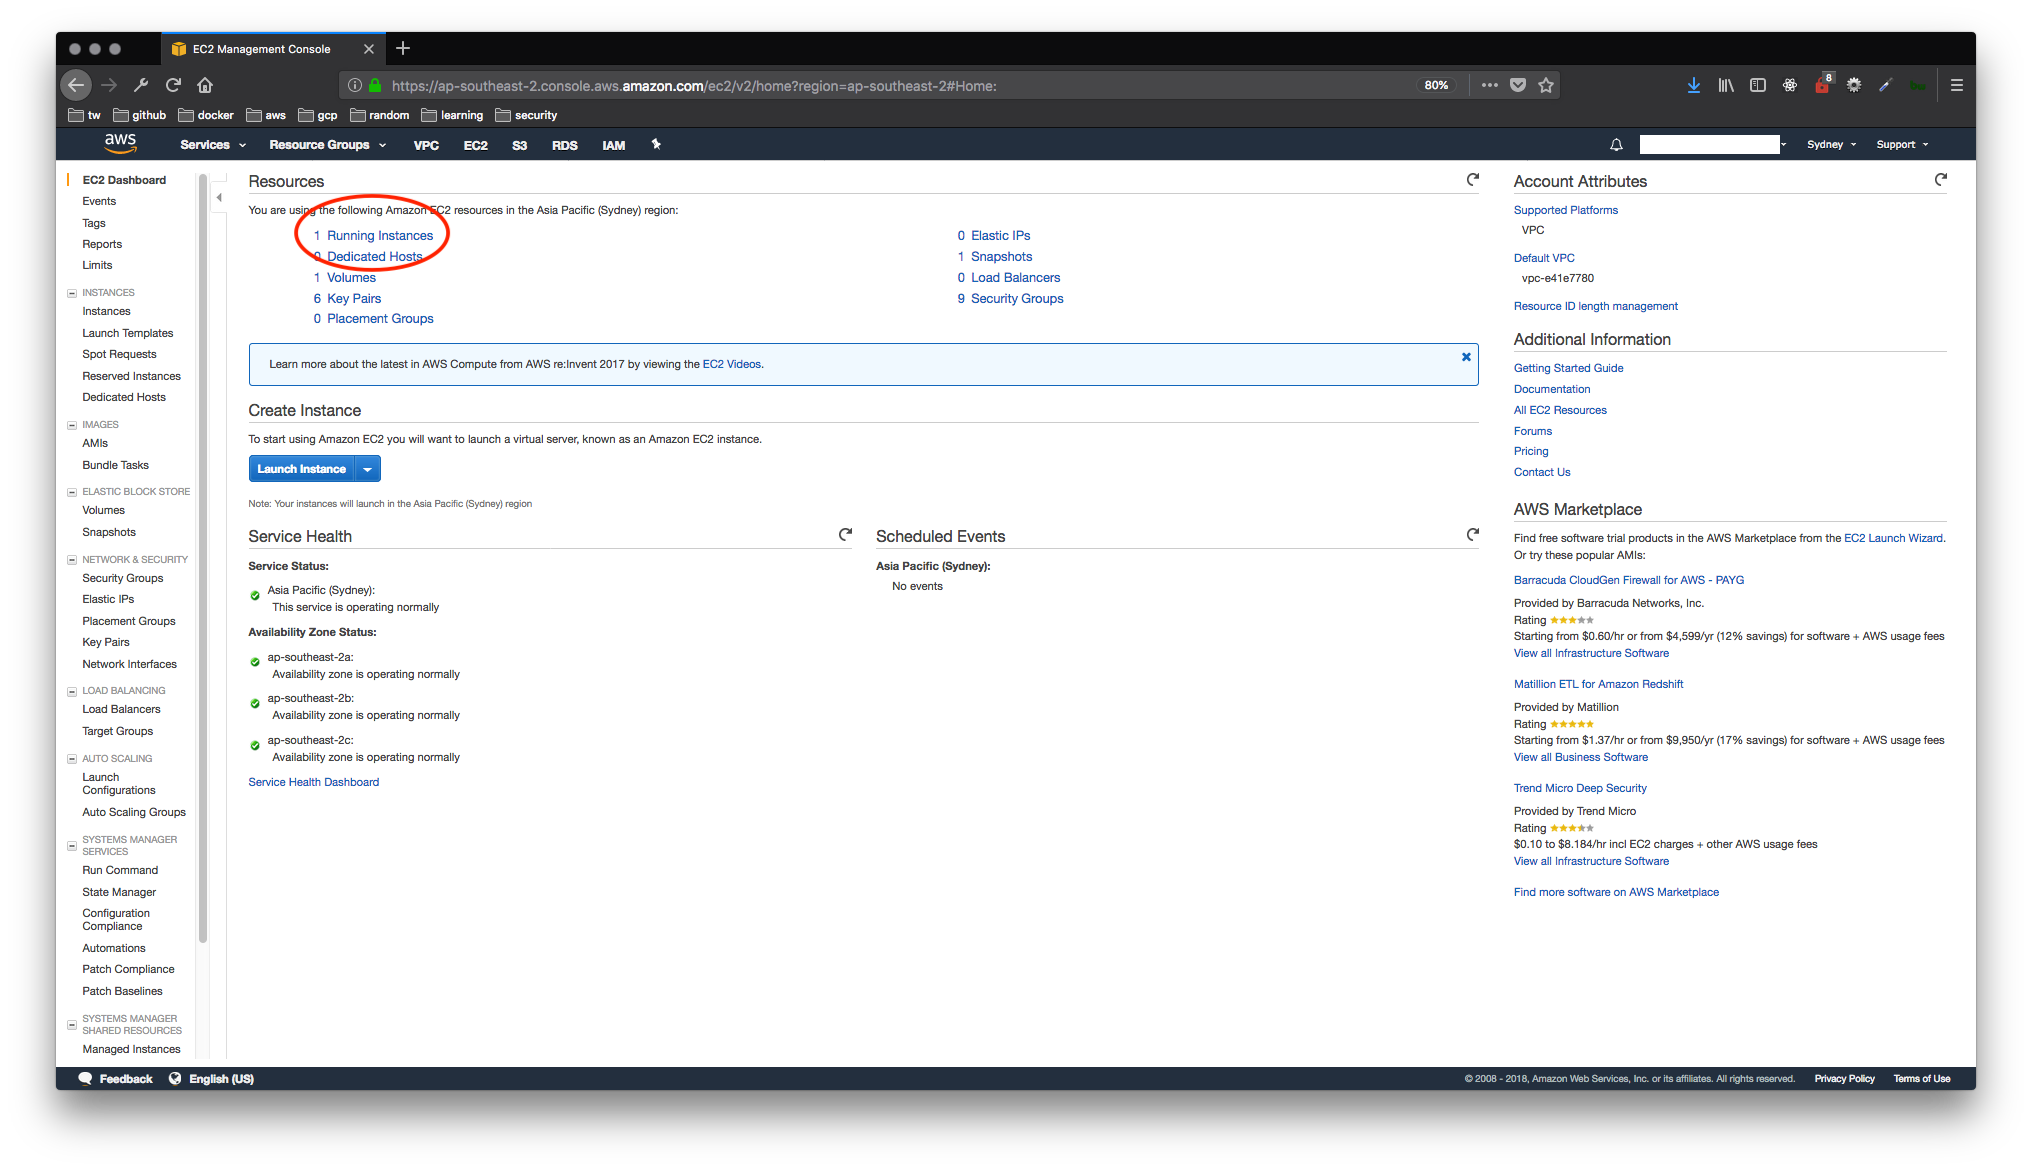 EC2 Management Console
https://ap-southeast-2.console.aws.amazon.com/ec2/v2/home?region=ap-southeast-2#Home:
80%
8
tw
github
docker
aws
gcp
random
learning
security
aws
Services
Resource Groups
VPC
EC2
S3
RDS
IAM
Sydney
Support
EC2 Dashboard
Events
Tags
Reports
Limits
INSTANCES
Instances
Launch Templates
Spot Requests
Reserved Instances
Dedicated Hosts
IMAGES
AMIs
Bundle Tasks
ELASTIC BLOCK STORE
Volumes
Snapshots
NETWORK & SECURITY
Security Groups
Elastic IPs
Placement Groups
Key Pairs
Network Interfaces
LOAD BALANCING
Load Balancers
Target Groups
AUTO SCALING
Launch
Configurations
Auto Scaling Groups
SYSTEMS MANAGER
SERVICES
Run Command
State Manager
Configuration
Compliance
Automations
Patch Compliance
Patch Baselines
SYSTEMS MANAGER
SHARED RESOURCES
Managed Instances
Resources
You are using the following Amazon EC2 resources in the Asia Pacific (Sydney) region:
1 Running Instances
0 Dedicated Hosts
1 Volumes
6 Key Pairs
0 Placement Groups
0 Elastic IPs
1 Snapshots
0 Load Balancers
9 Security Groups
Learn more about the latest in AWS Compute from AWS re:Invent 2017 by viewing the EC2 Videos.
Create Instance
To start using Amazon EC2 you will want to launch a virtual server, known as an Amazon EC2 instance.
Launch Instance
Note: Your instances will launch in the Asia Pacific (Sydney) region
Service Health
Service Status:
Asia Pacific (Sydney):
This service is operating normally
Availability Zone Status:
ap-southeast-2a:
Availability zone is operating normally
ap-southeast-2b:
Availability zone is operating normally
ap-southeast-2c:
Availability zone is operating normally
Service Health Dashboard
Scheduled Events
Asia Pacific (Sydney):
No events
Account Attributes
Supported Platforms
VPC
Default VPC
vpc-e41e7780
Resource ID length management
Additional Information
Getting Started Guide
Documentation
All EC2 Resources
Forums
Pricing
Contact Us
AWS Marketplace
Find free software trial products in the AWS Marketplace from the EC2 Launch Wizard.
Or try these popular AMIs:
Barracuda CloudGen Firewall for AWS - PAYG
Provided by Barracuda Networks, Inc.
Rating
Starting from $0.60/hr or from $4,599/yr (12% savings) for software + AWS usage fees
View all Infrastructure Software
Matillion ETL for Amazon Redshift
Provided by Matillion
Rating
Starting from $1.37/hr or from $9,950/yr (17% savings) for software + AWS usage fees
View all Business Software
Trend Micro Deep Security
Provided by Trend Micro
Rating
$0.10 to $8.184/hr incl EC2 charges + other AWS usage fees
View all Infrastructure Software
Find more software on AWS Marketplace
Feedback
English (US)
© 2008 - 2018, Amazon Web Services, Inc. or its affiliates. All rights reserved.
Privacy Policy
Terms of Use